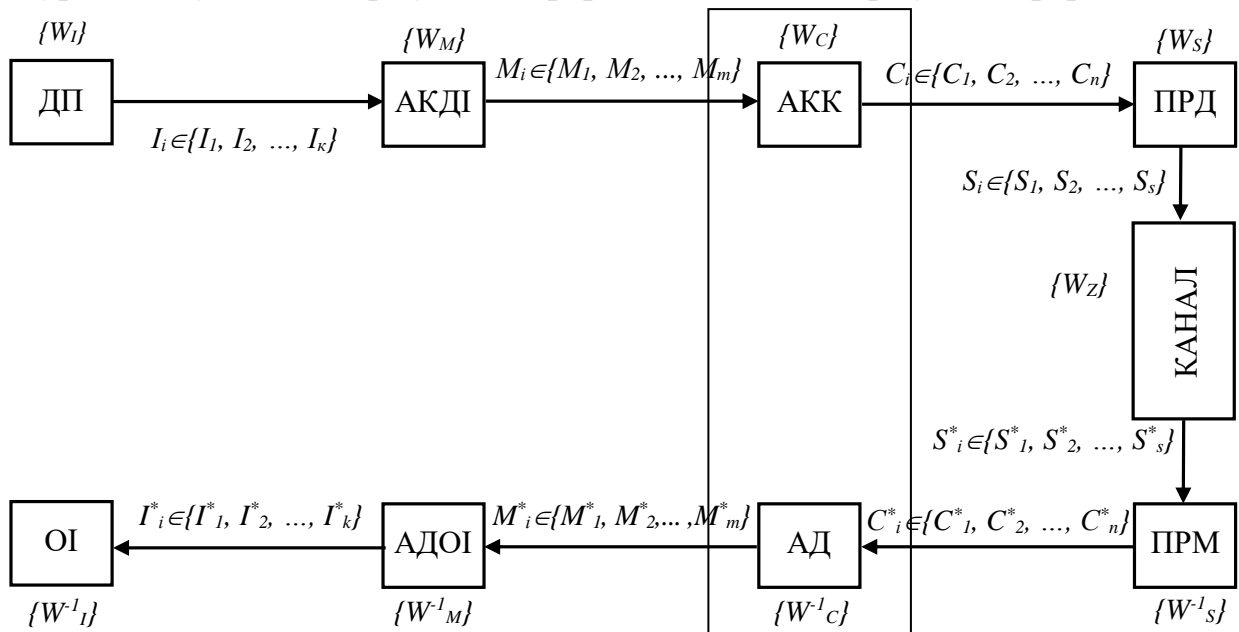 {W_I}
{W_M}
{W_C}
{W_S}
ДП
АКДІ
АКК
ПРД
M_i∈{M_1, M_2, ..., M_m}
C_i∈{C_1, C_2, ..., C_n}
I_i∈{I_1, I_2, ..., I_к}
S_i∈{S_1, S_2, ..., S_s}
{W_Z}
КАНАЛ
S^*_i∈{S^*_1, S^*_2, ..., S^*_s}
I^*_i∈{I^*_1, I^*_2, ..., I^*_k}
M^*_i∈{M^*_1, M^*_2,... ,M^*_m}
C^*_i∈{C^*_1, C^*_2, ..., C^*_n}
ОІ
АДОІ
АД
ПРМ
{W^-1_I}
{W^-1_M}
{W^-1_C}
{W^-1_S}